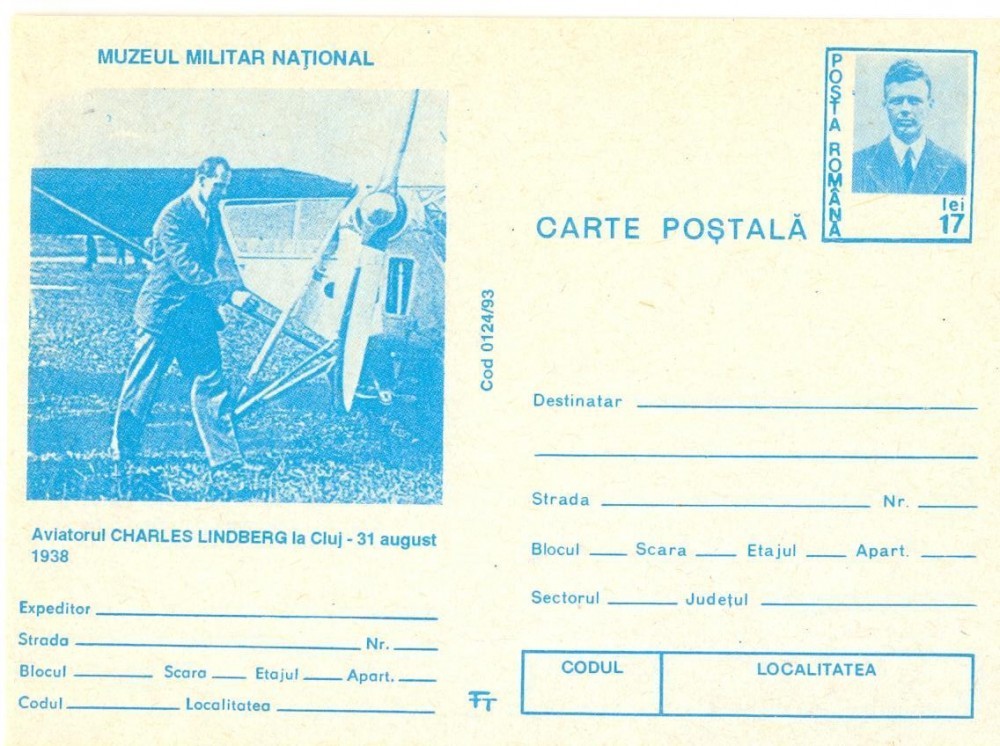 MUZEUL MILITAR NAȚIONAL
POȘTA ROMÂNĂ
lei
17
CARTE POȘTALĂ
Cod 0124/93
Aviatorul CHARLES LINDBERG la Cluj - 31 august
1938
Expeditor
Strada Nr.
Blocul Scara Etajul Apart.
Codul Localitatea
Destinatar
Strada Nr.
Blocul Scara Etajul Apart.
Sectorul Județul
CODUL LOCALITATEA